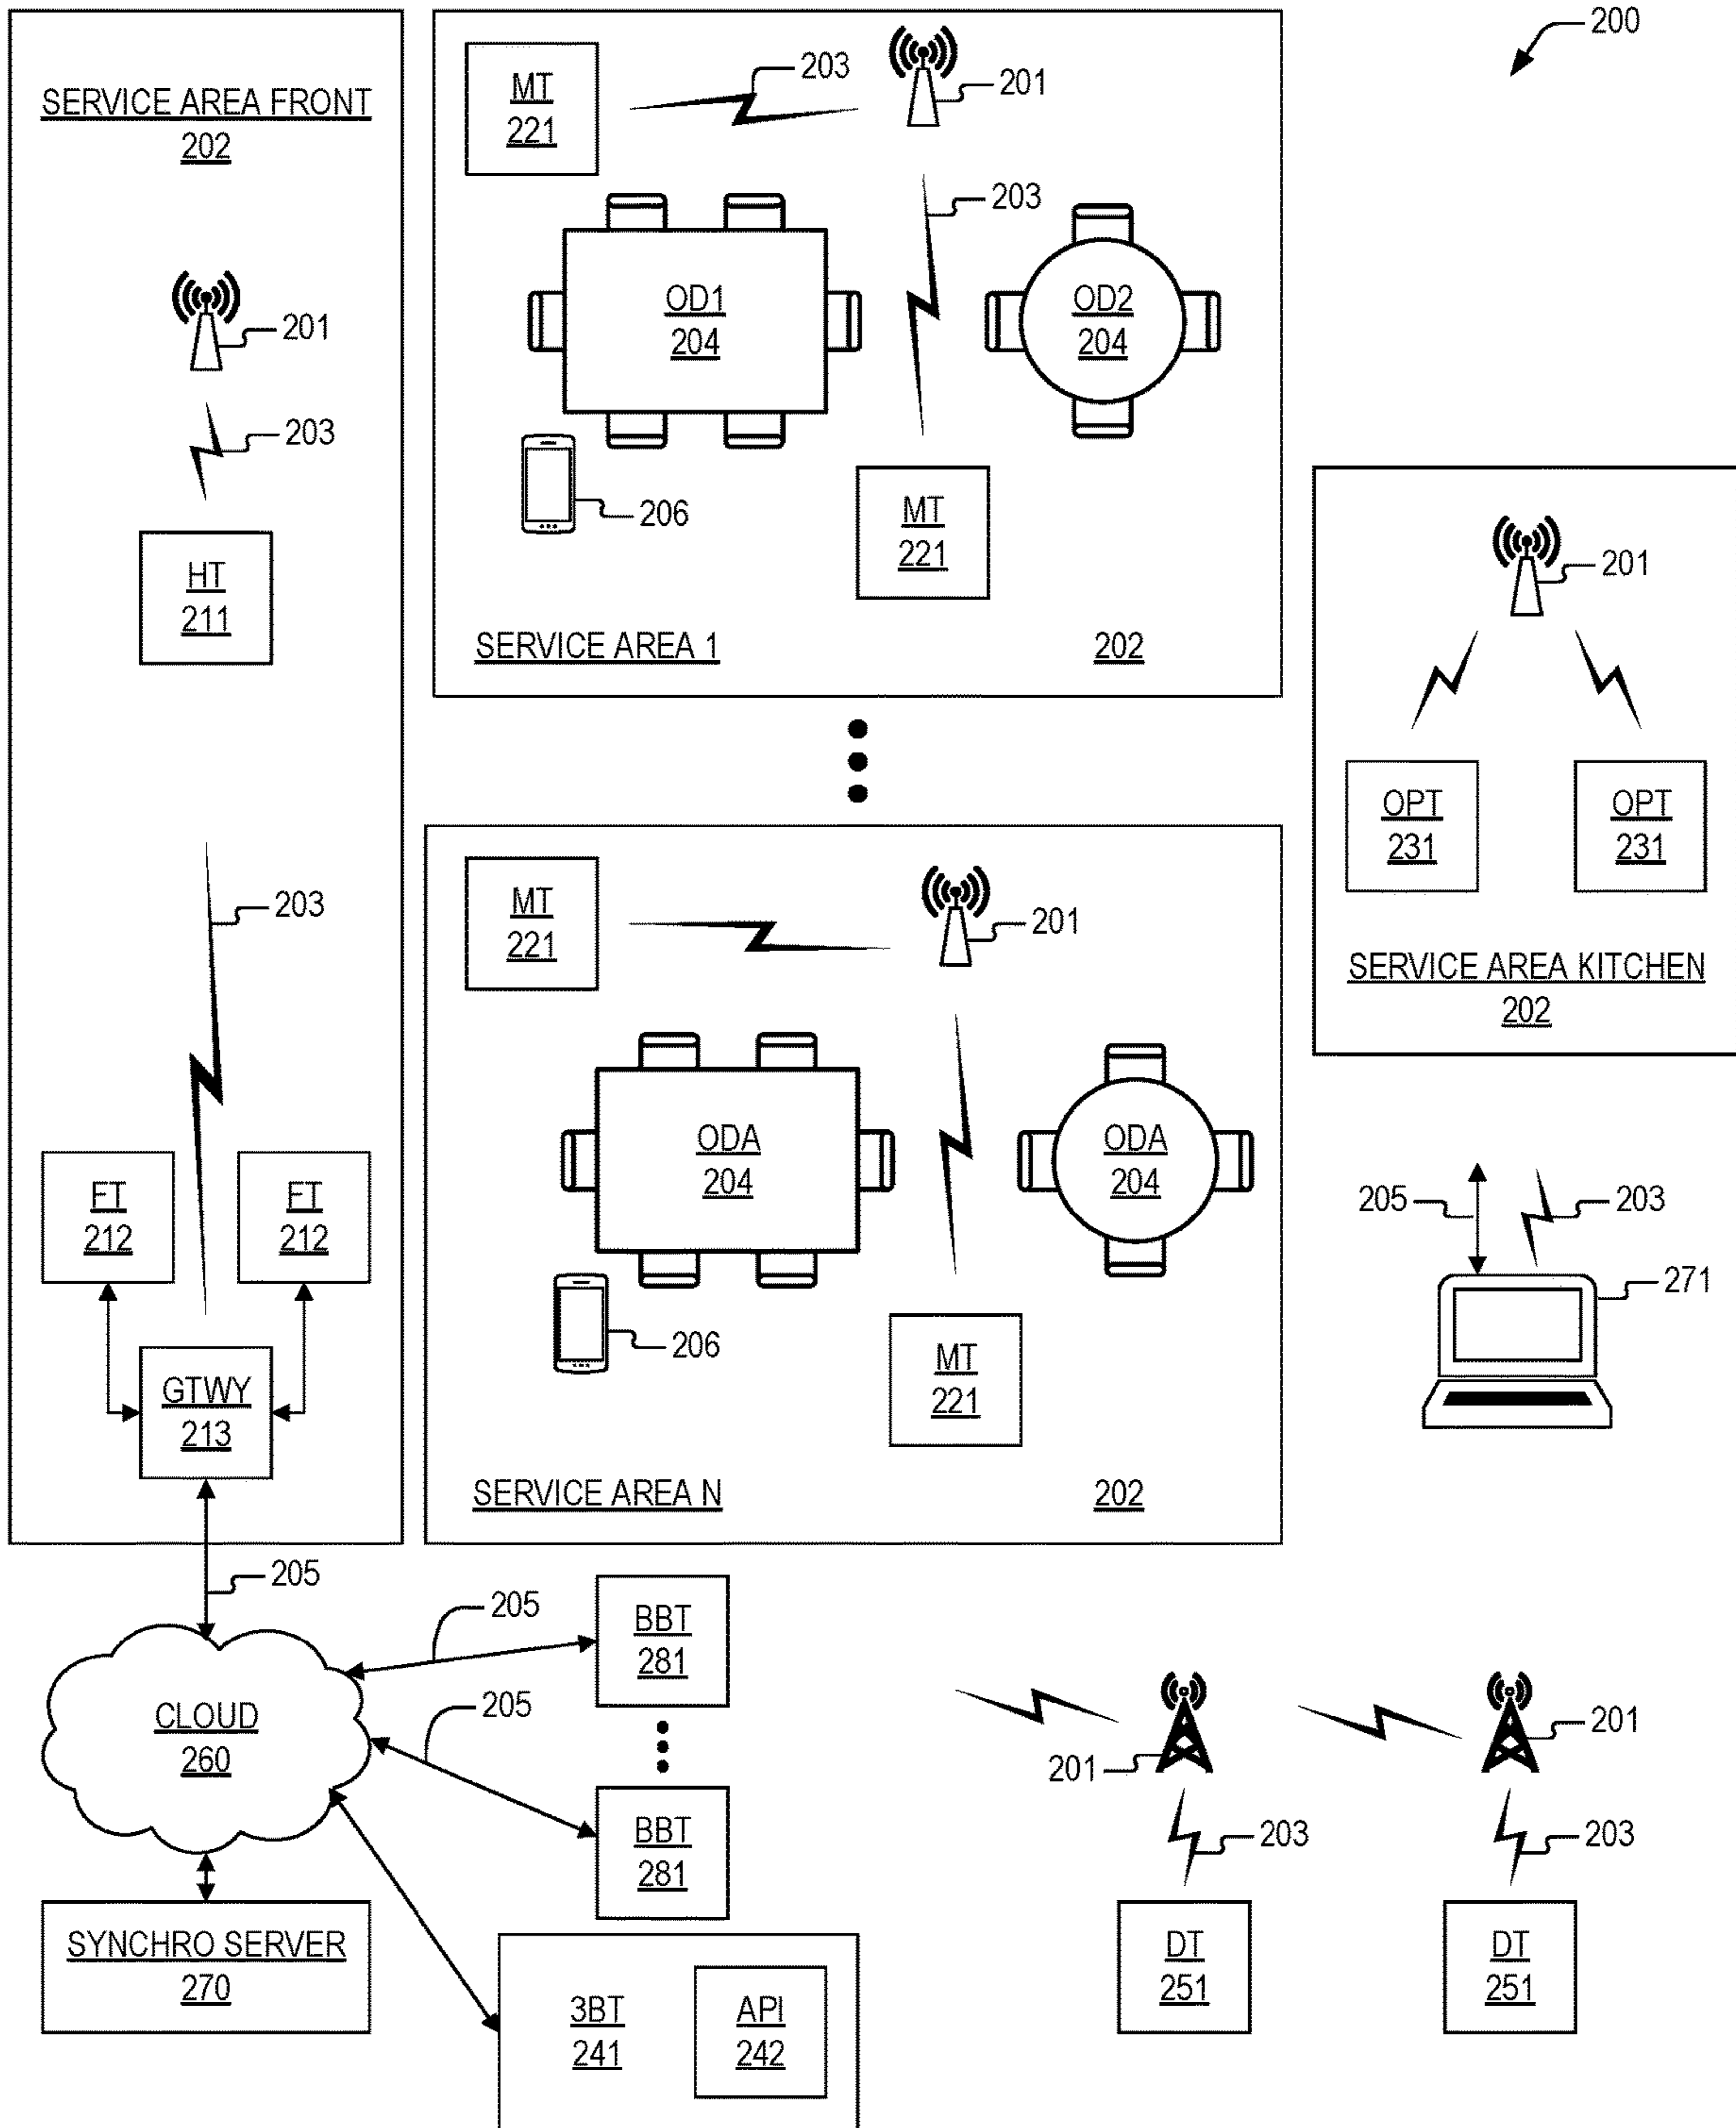 200
SERVICE AREA FRONT
202
201
203
HT
211
203
FT
212
FT
212
GTWY
213
205
MT
221
203
201
203
OD1
204
OD2
204
206
MT
221
SERVICE AREA 1
202
MT
221
201
ODA
204
ODA
204
206
MT
221
SERVICE AREA N
202
201
OPT
231
OPT
231
SERVICE AREA KITCHEN
202
205
203
271
CLOUD
260
205
BBT
281
205
BBT
281
SYNCHRO SERVER
270
3BT
241
API
242
201
201
203
203
DT
251
DT
251